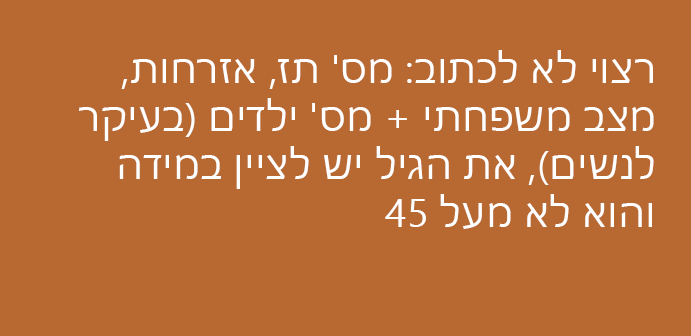 רצוי לא לכתוב: מס' תז, אזרחות,
מצב משפחתי + מס' ילדים (בעיקר
לנשים), את הגיל יש לציין במידה
והוא לא מעל 45